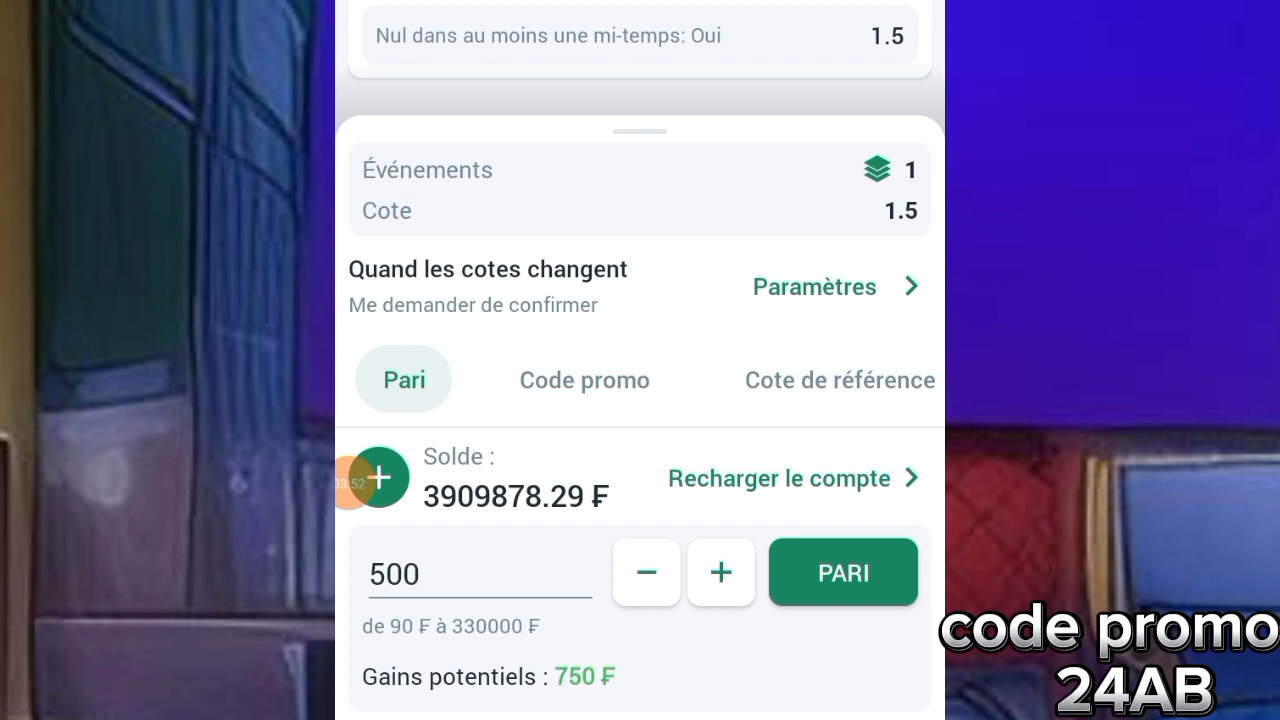 Nul dans au moins une mi-temps: Oui 1.5
Événements 1
Cote 1.5
Quand les cotes changent
Me demander de confirmer
Paramètres
Pari Code promo Cote de référence
Solde :
3909878.29 ₣
Recharger le compte
03:52
500 − + PARI
de 90 ₣ à 330000 ₣
Gains potentiels : 750 ₣
code promo
24AB